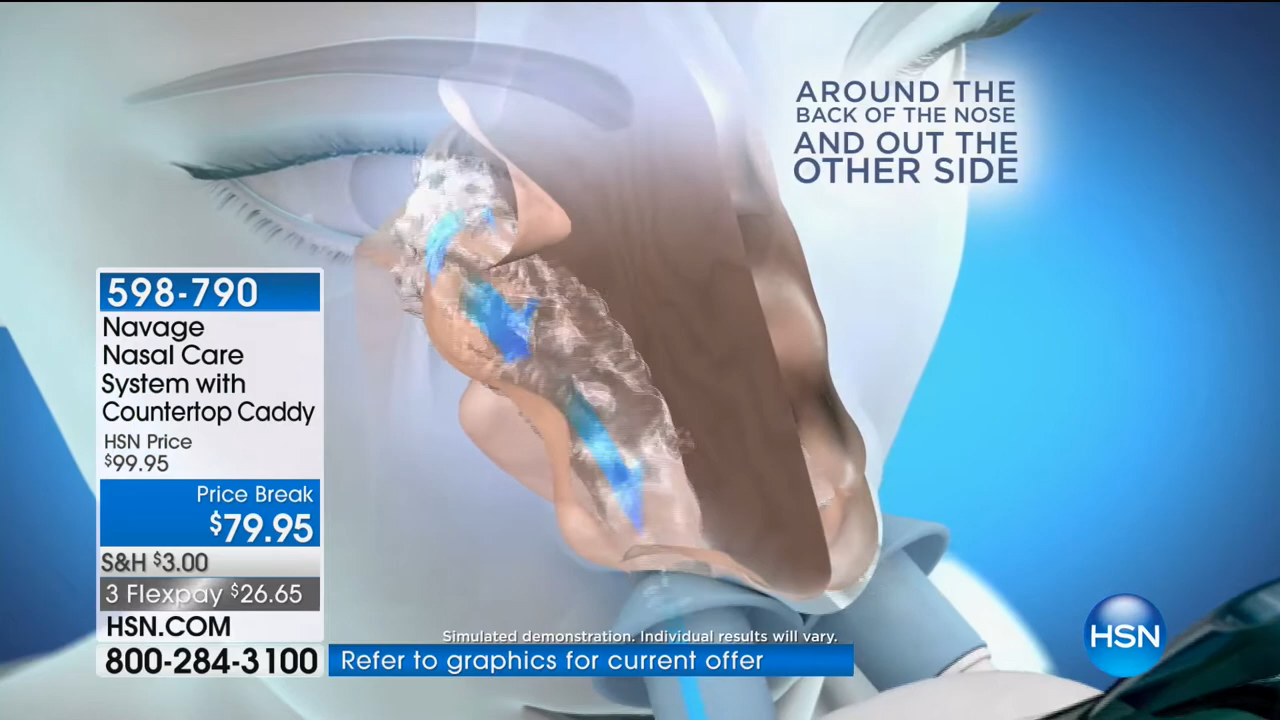 AROUND THE
BACK OF THE NOSE
AND OUT THE
OTHER SIDE
598-790
Navage
Nasal Care
System with
Countertop Caddy
HSN Price
$99.95
Price Break
$79.95
S&H $3.00
3 Flexpay $26.65
HSN.COM
800-284-3100
Simulated demonstration. Individual results will vary.
Refer to graphics for current offer
HSN